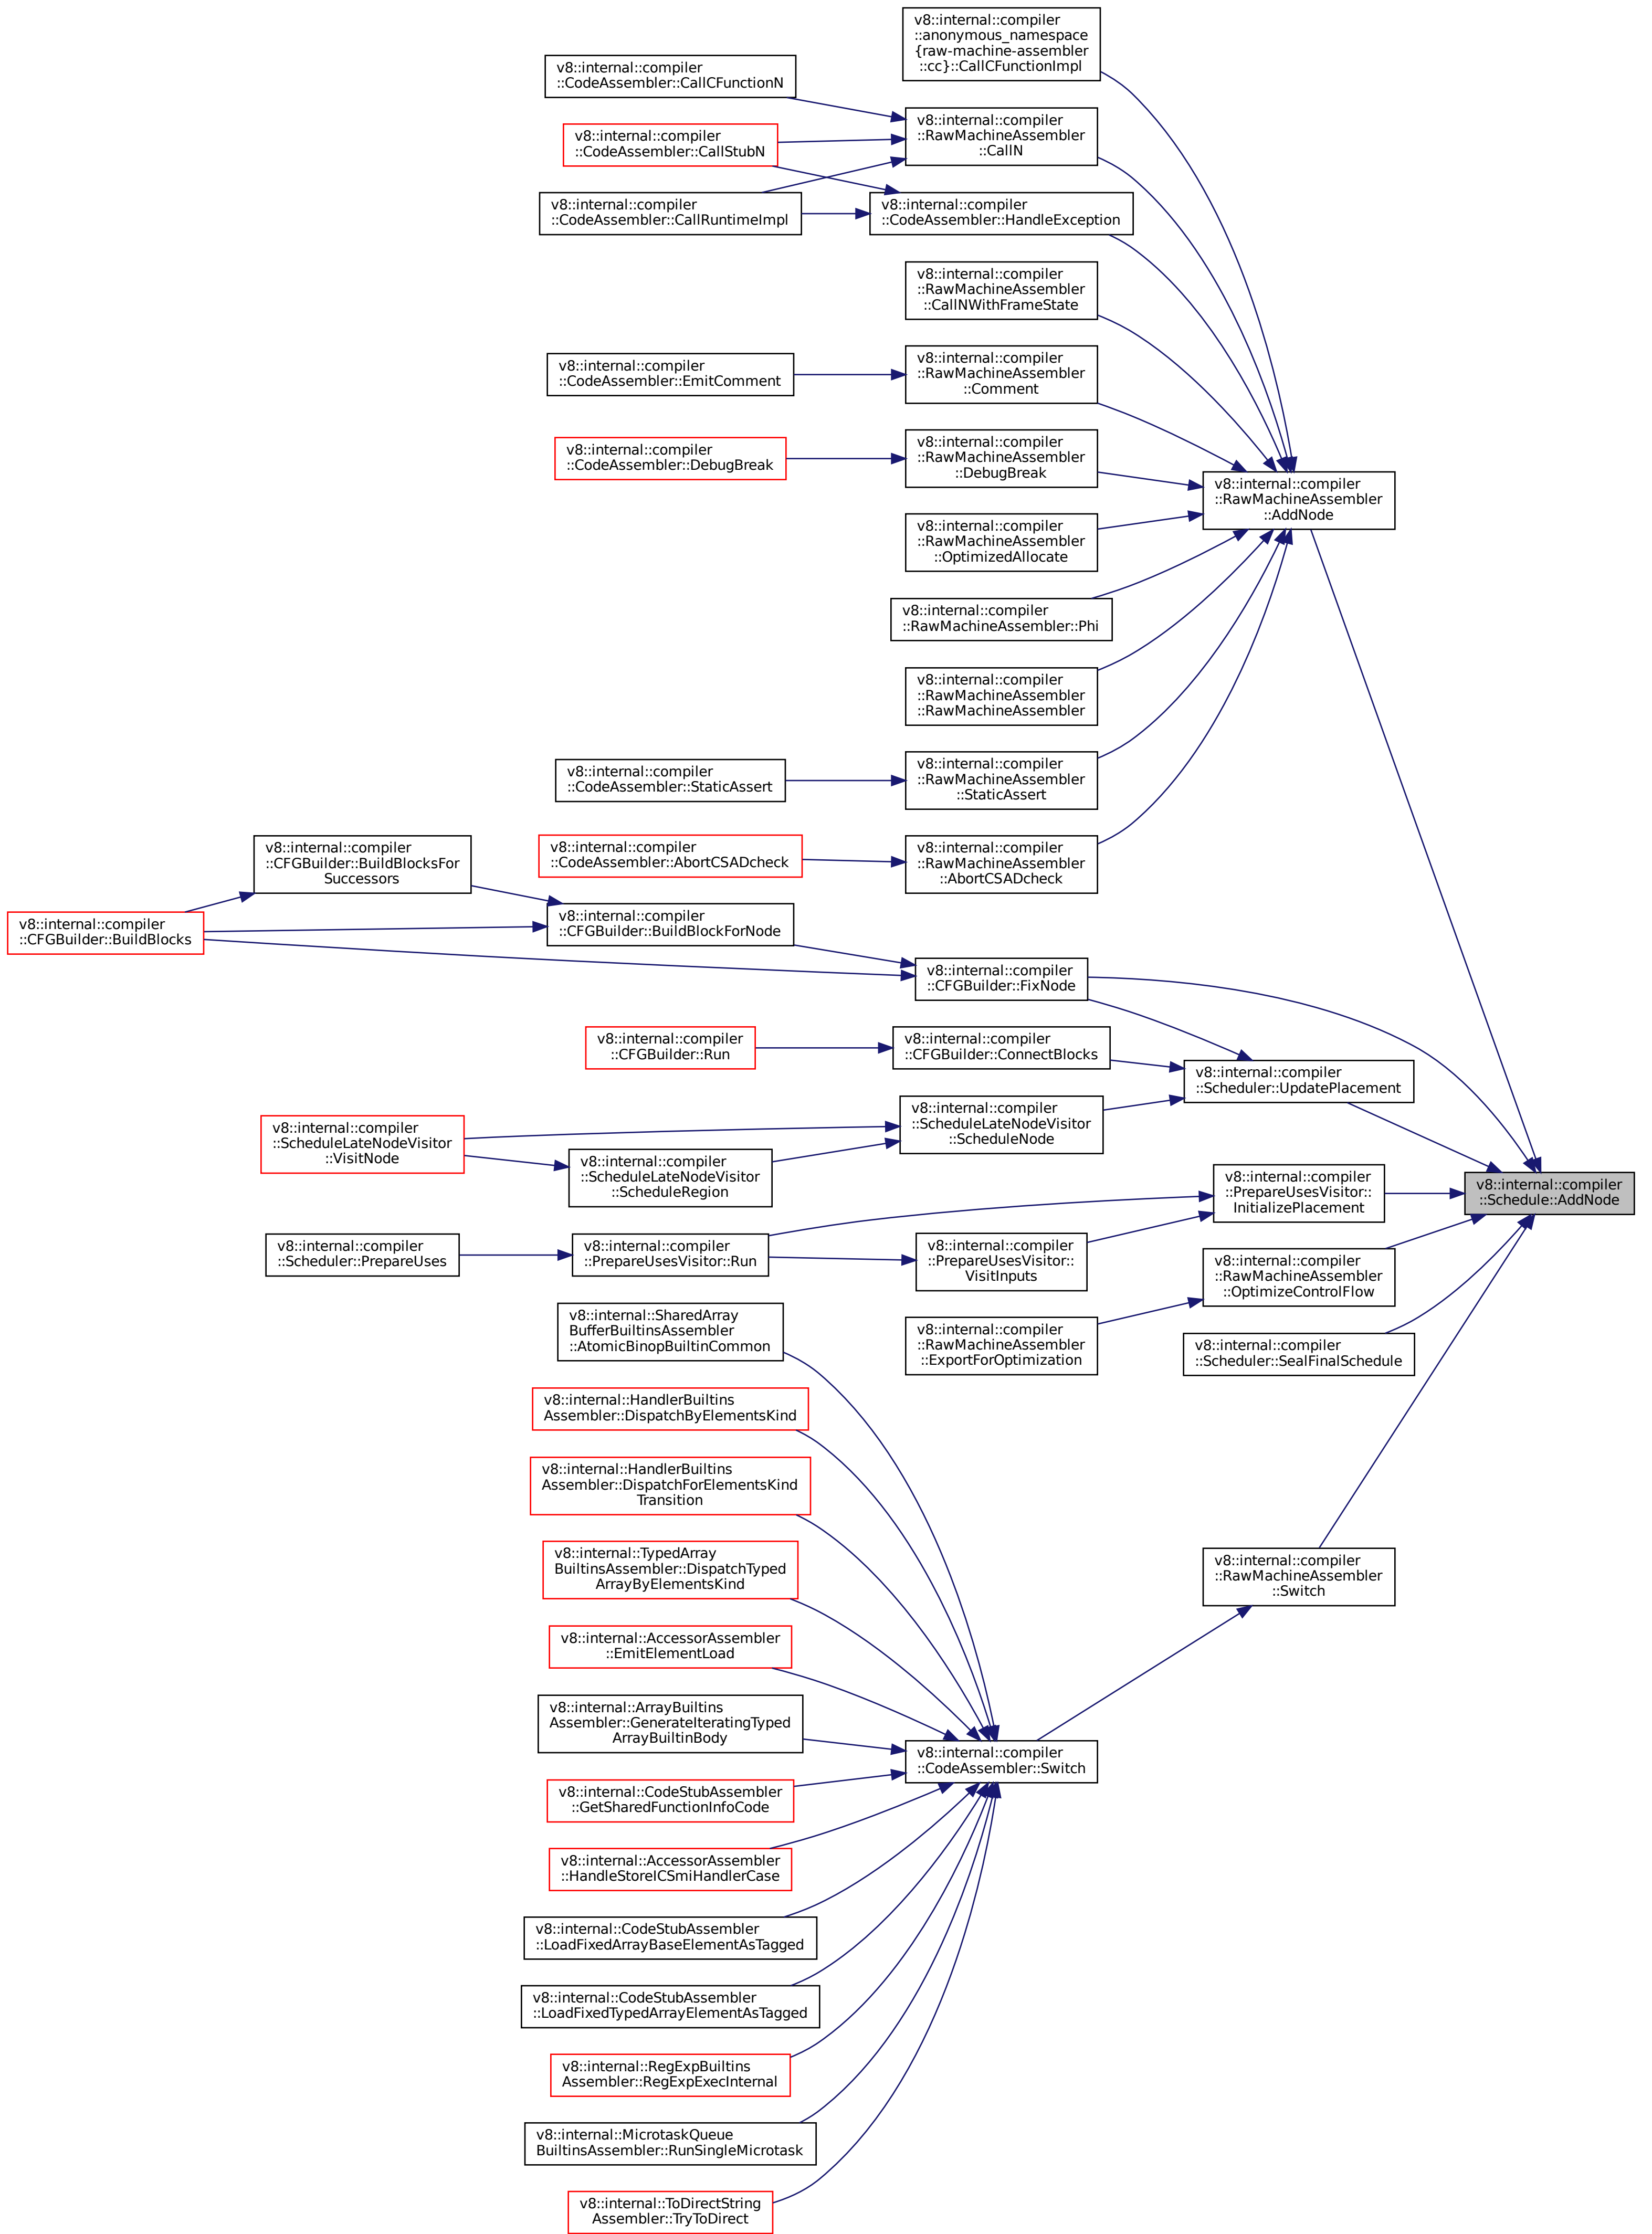 v8::internal::compiler
::anonymous_namespace
{raw-machine-assembler
::cc}::CallCFunctionImpl
v8::internal::compiler
::CodeAssembler::CallCFunctionN
v8::internal::compiler
::RawMachineAssembler
::CallN
v8::internal::compiler
::CodeAssembler::CallStubN
v8::internal::compiler
::CodeAssembler::CallRuntimeImpl
v8::internal::compiler
::CodeAssembler::HandleException
v8::internal::compiler
::RawMachineAssembler
::CallNWithFrameState
v8::internal::compiler
::CodeAssembler::EmitComment
v8::internal::compiler
::RawMachineAssembler
::Comment
v8::internal::compiler
::CodeAssembler::DebugBreak
v8::internal::compiler
::RawMachineAssembler
::DebugBreak
v8::internal::compiler
::RawMachineAssembler
::AddNode
v8::internal::compiler
::RawMachineAssembler
::OptimizedAllocate
v8::internal::compiler
::RawMachineAssembler::Phi
v8::internal::compiler
::RawMachineAssembler
::RawMachineAssembler
v8::internal::compiler
::CodeAssembler::StaticAssert
v8::internal::compiler
::RawMachineAssembler
::StaticAssert
v8::internal::compiler
::CFGBuilder::BuildBlocksFor
Successors
v8::internal::compiler
::CodeAssembler::AbortCSADcheck
v8::internal::compiler
::RawMachineAssembler
::AbortCSADcheck
v8::internal::compiler
::CFGBuilder::BuildBlocks
v8::internal::compiler
::CFGBuilder::BuildBlockForNode
v8::internal::compiler
::CFGBuilder::FixNode
v8::internal::compiler
::CFGBuilder::Run
v8::internal::compiler
::CFGBuilder::ConnectBlocks
v8::internal::compiler
::Scheduler::UpdatePlacement
v8::internal::compiler
::ScheduleLateNodeVisitor
::VisitNode
v8::internal::compiler
::ScheduleLateNodeVisitor
::ScheduleNode
v8::internal::compiler
::ScheduleLateNodeVisitor
::ScheduleRegion
v8::internal::compiler
::PrepareUsesVisitor::
InitializePlacement
v8::internal::compiler
::Schedule::AddNode
v8::internal::compiler
::Scheduler::PrepareUses
v8::internal::compiler
::PrepareUsesVisitor::Run
v8::internal::compiler
::PrepareUsesVisitor::
VisitInputs
v8::internal::compiler
::RawMachineAssembler
::OptimizeControlFlow
v8::internal::SharedArray
BufferBuiltinsAssembler
::AtomicBinopBuiltinCommon
v8::internal::compiler
::RawMachineAssembler
::ExportForOptimization
v8::internal::compiler
::Scheduler::SealFinalSchedule
v8::internal::HandlerBuiltins
Assembler::DispatchByElementsKind
v8::internal::HandlerBuiltins
Assembler::DispatchForElementsKind
Transition
v8::internal::TypedArray
BuiltinsAssembler::DispatchTyped
ArrayByElementsKind
v8::internal::compiler
::RawMachineAssembler
::Switch
v8::internal::AccessorAssembler
::EmitElementLoad
v8::internal::ArrayBuiltins
Assembler::GenerateIteratingTyped
ArrayBuiltinBody
v8::internal::compiler
::CodeAssembler::Switch
v8::internal::CodeStubAssembler
::GetSharedFunctionInfoCode
v8::internal::AccessorAssembler
::HandleStoreICSmiHandlerCase
v8::internal::CodeStubAssembler
::LoadFixedArrayBaseElementAsTagged
v8::internal::CodeStubAssembler
::LoadFixedTypedArrayElementAsTagged
v8::internal::RegExpBuiltins
Assembler::RegExpExecInternal
v8::internal::MicrotaskQueue
BuiltinsAssembler::RunSingleMicrotask
v8::internal::ToDirectString
Assembler::TryToDirect